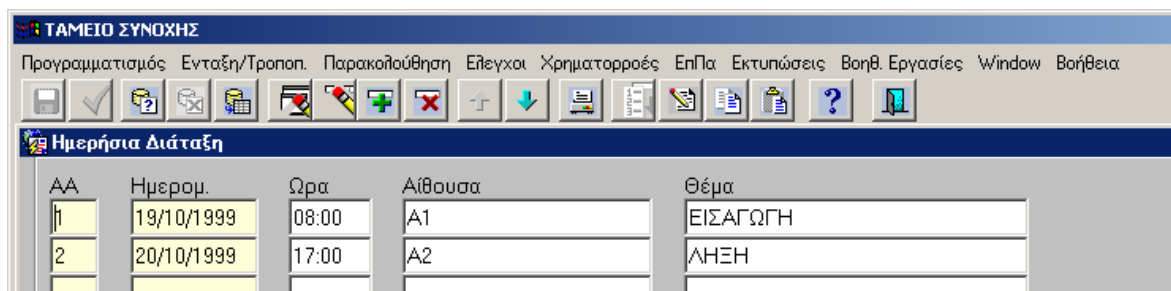 ΤΑΜΕΙΟ ΣΥΝΟΧΗΣ
Προγραμματισμός Ενταξη/Τροποπ. Παρακολούθηση Ελεγχοι Χρηματορροές ΕπΠα Εκτυπώσεις Βοηθ. Εργασίες Window Βοήθεια
Ημερήσια Διάταξη
ΑΑ Ημερομ. Ωρα Αίθουσα Θέμα
1 19/10/1999 08:00 Α1 ΕΙΣΑΓΩΓΗ
2 20/10/1999 17:00 Α2 ΛΗΞΗ